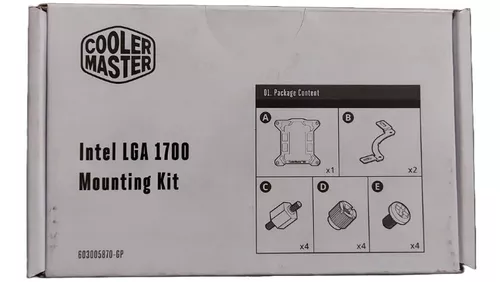 COOLER
MASTER
Intel LGA 1700
Mounting Kit
603005870-GP
01. Package Content
A
x1
B
x2
C
x4
D
x4
E
x4